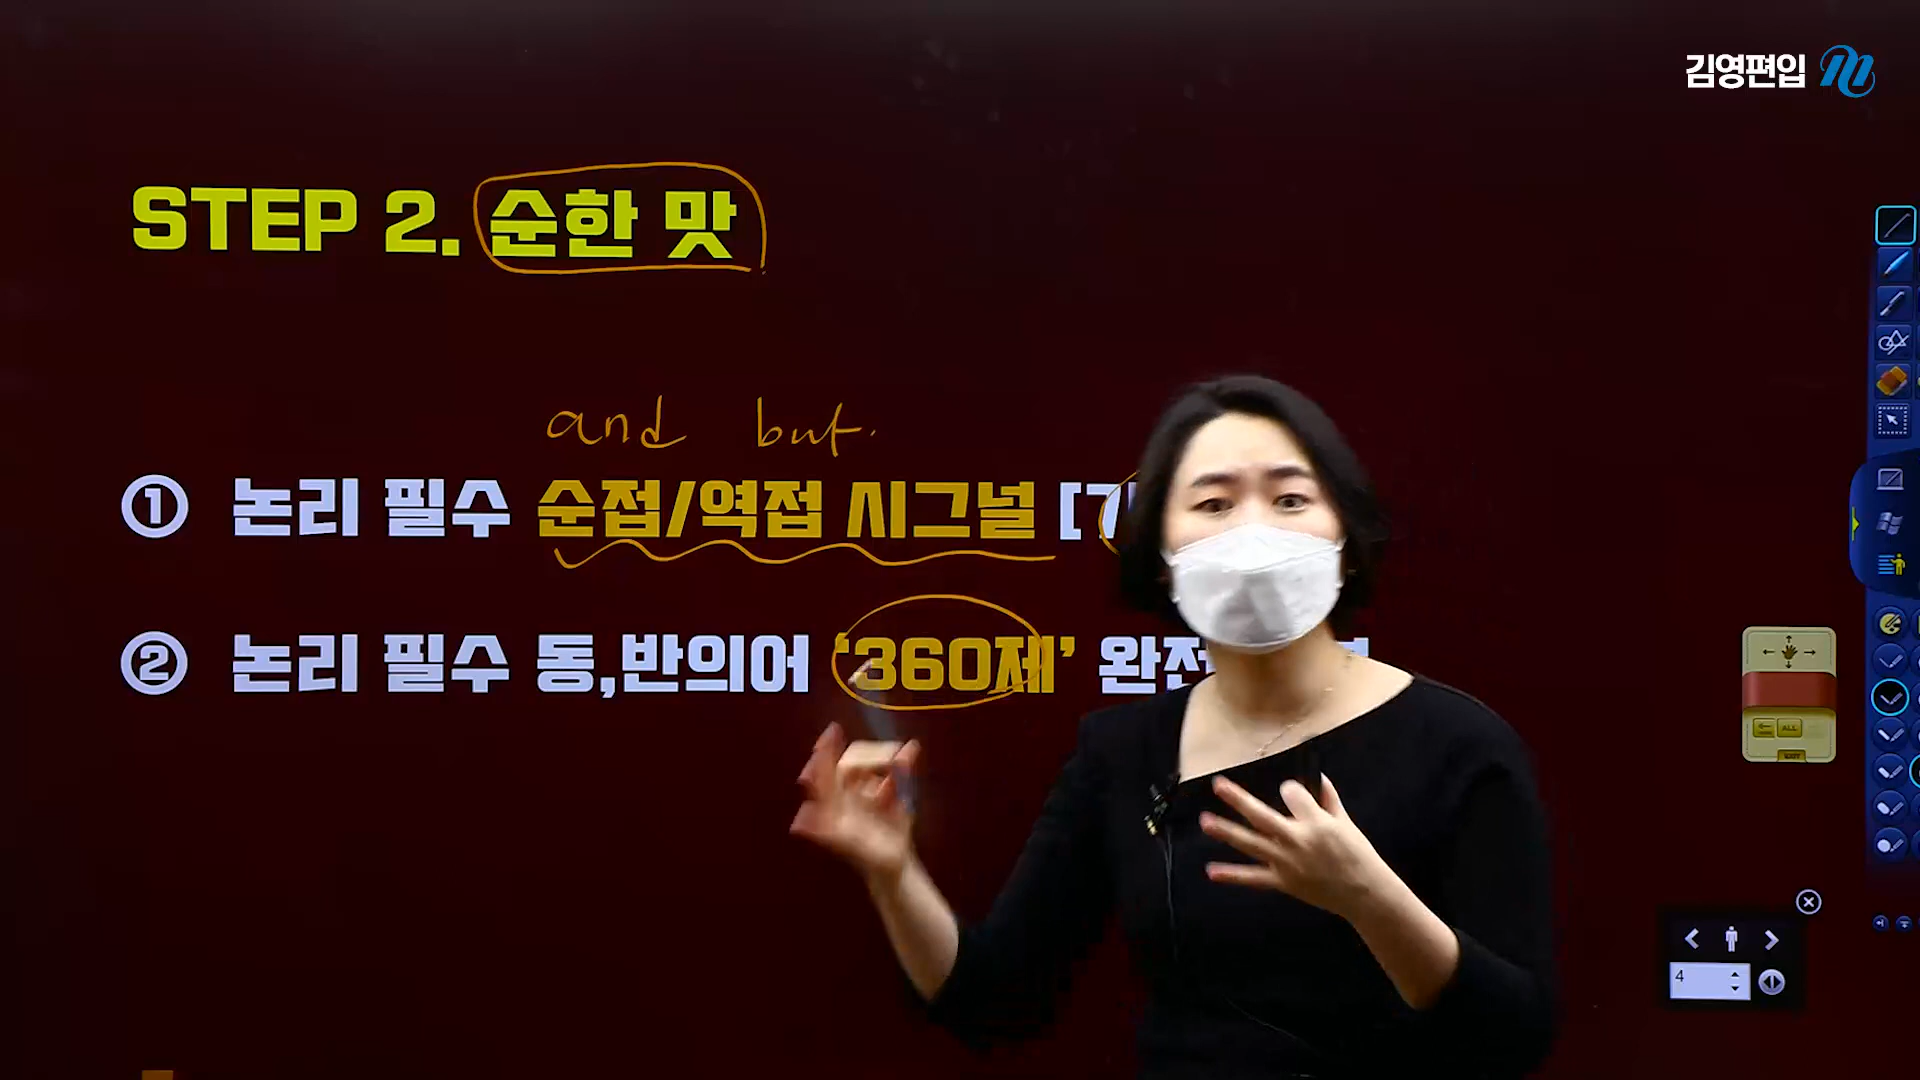 김영편입
STEP 2. 순한 맛
and but.
① 논리 필수 순접/역접 시그널 [
② 논리 필수 동,반의어 ‘360제’ 완전
ALL
4